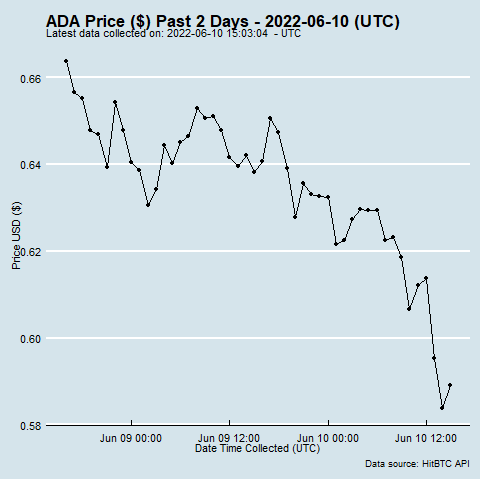 ADA Price ($) Past 2 Days - 2022-06-10 (UTC)
Latest data collected on: 2022-06-10 15:03:04 - UTC
0.66
0.64
0.62
0.60
0.58
Price USD ($)
Jun 09 00:00 Jun 09 12:00 Jun 10 00:00 Jun 10 12:00
Date Time Collected (UTC)
Data source: HitBTC API